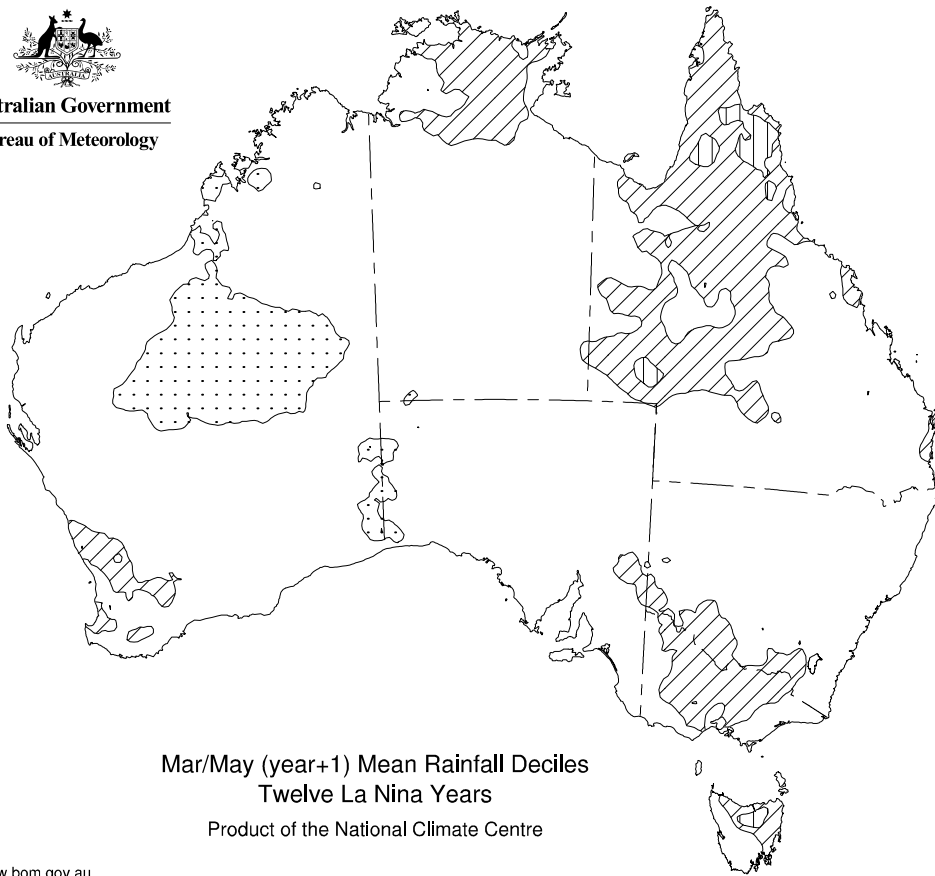 AUSTRALIA
tralian Government
reau of Meteorology
Mar/May (year+1) Mean Rainfall Deciles
Twelve La Nina Years
Product of the National Climate Centre
w.bom.gov.au